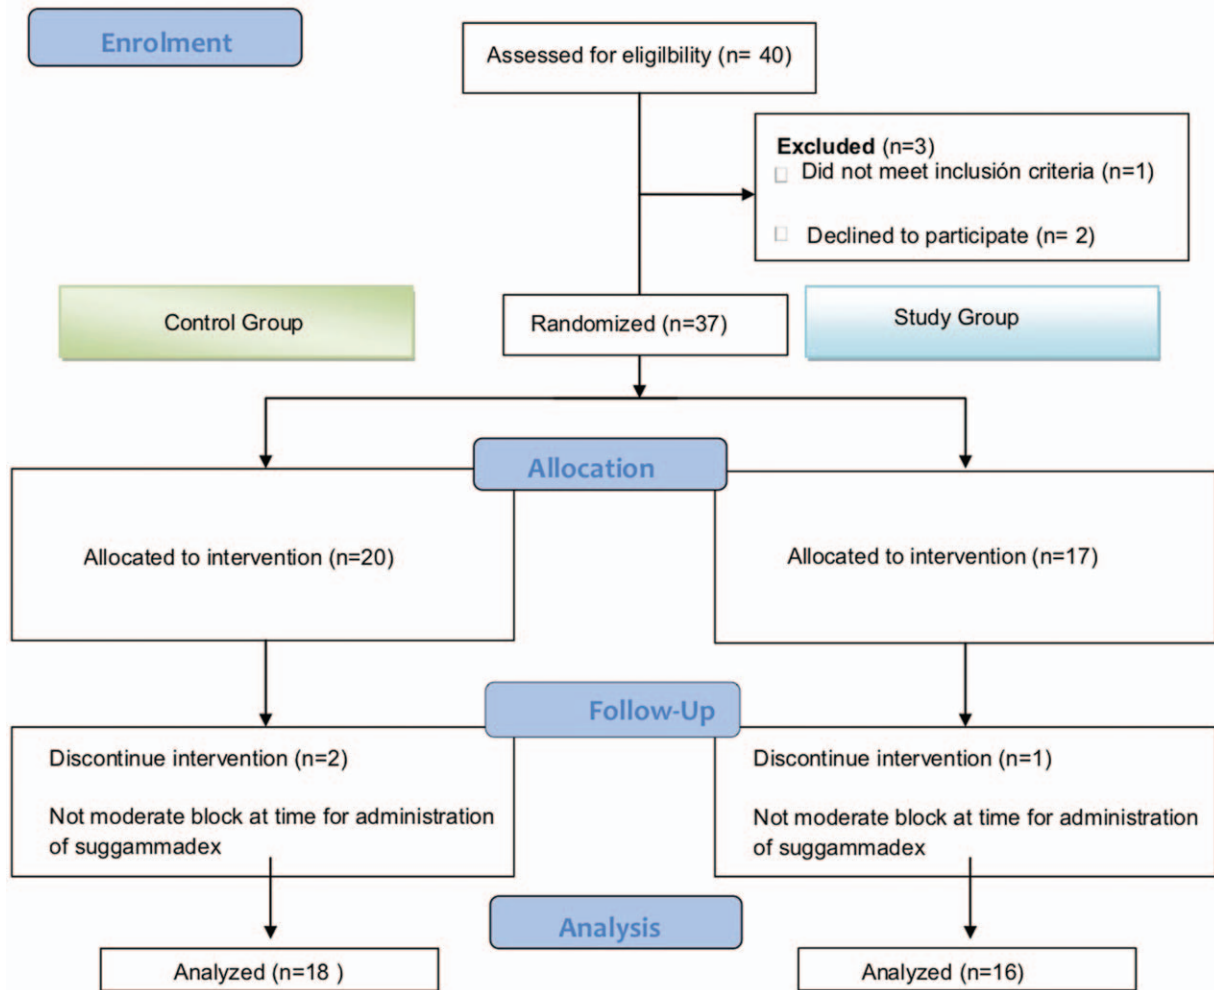 Enrolment
Assessed for eligilbility (n= 40)
Excluded (n=3)
Did not meet inclusión criteria (n=1)
Declined to participate (n= 2)
Control Group
Randomized (n=37)
Study Group
Allocation
Allocated to intervention (n=20)
Allocated to intervention (n=17)
Follow-Up
Discontinue intervention (n=2)
Not moderate block at time for administration
of suggammadex
Discontinue intervention (n=1)
Not moderate block at time for administration
of suggammadex
Analysis
Analyzed (n=18 )
Analyzed (n=16)